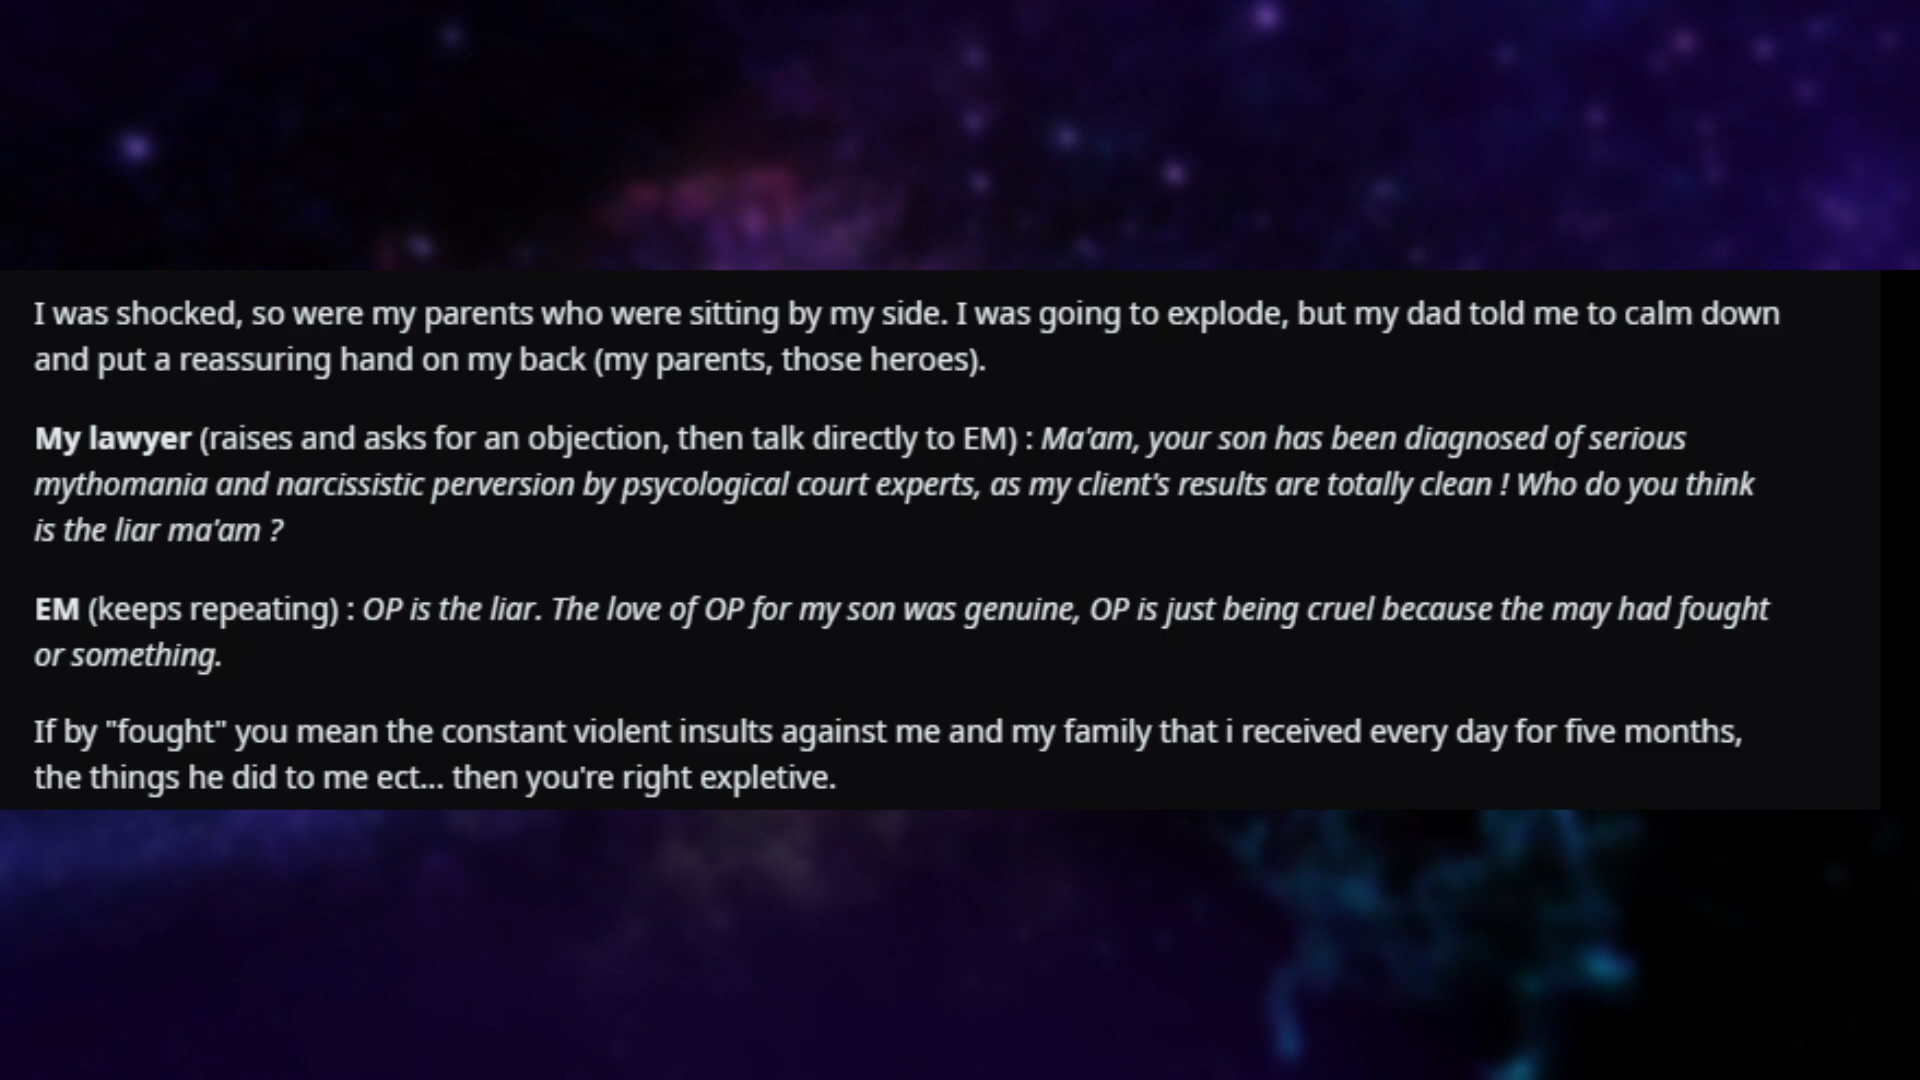 I was shocked, so were my parents who were sitting by my side. I was going to explode, but my dad told me to calm down
and put a reassuring hand on my back (my parents, those heroes).
My lawyer (raises and asks for an objection, then talk directly to EM) : Ma'am, your son has been diagnosed of serious
mythomania and narcissistic perversion by psycological court experts, as my client's results are totally clean ! Who do you think
is the liar ma'am ?
EM (keeps repeating) : OP is the liar. The love of OP for my son was genuine, OP is just being cruel because the may had fought
or something.
If by "fought" you mean the constant violent insults against me and my family that i received every day for five months,
the things he did to me ect... then you're right expletive.